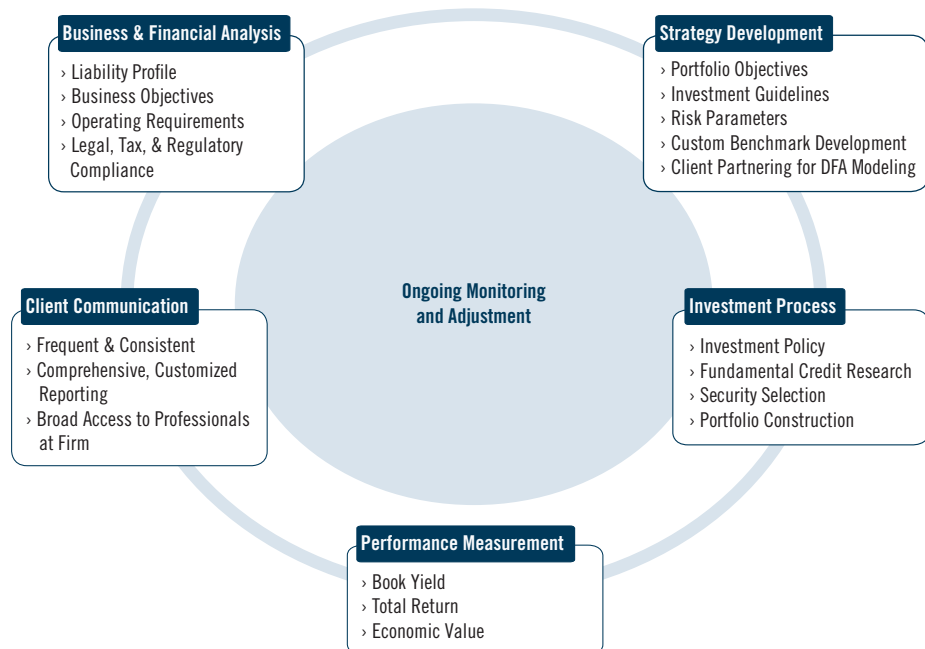 Business & Financial Analysis
› Liability Profile
› Business Objectives
› Operating Requirements
› Legal, Tax, & Regulatory
Compliance
Strategy Development
› Portfolio Objectives
› Investment Guidelines
› Risk Parameters
› Custom Benchmark Development
› Client Partnering for DFA Modeling
Ongoing Monitoring
and Adjustment
Client Communication
› Frequent & Consistent
› Comprehensive, Customized
Reporting
› Broad Access to Professionals
at Firm
Investment Process
› Investment Policy
› Fundamental Credit Research
› Security Selection
› Portfolio Construction
Performance Measurement
› Book Yield
› Total Return
› Economic Value